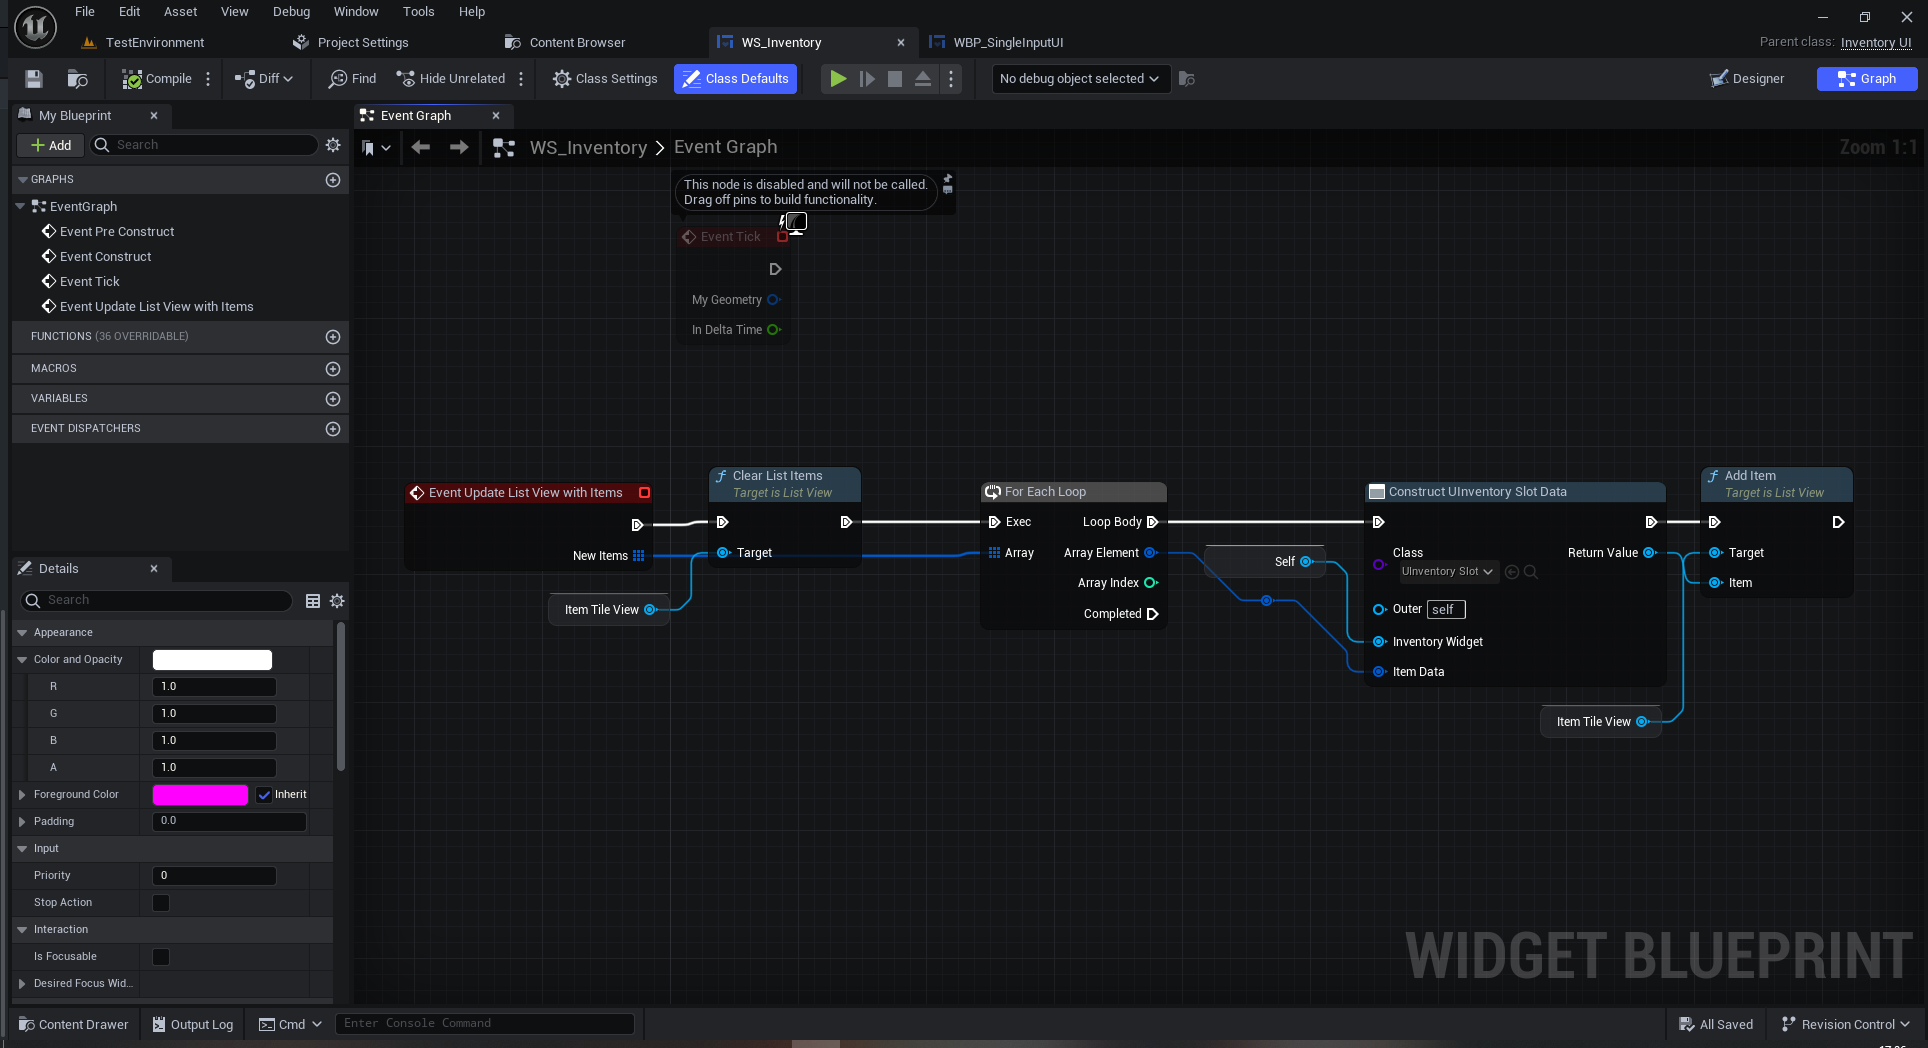 File Edit Asset View Debug Window Tools Help
TestEnvironment Project Settings Content Browser WS_Inventory WBP_SingleInputUI Parent class: Inventory UI
Compile Diff Find Hide Unrelated Class Settings Class Defaults No debug object selected Designer Graph
My Blueprint
Event Graph
Add Search
WS_Inventory > Event Graph
Zoom 1:1
GRAPHS
EventGraph
Event Pre Construct
Event Construct
Event Tick
Event Update List View with Items
FUNCTIONS (36 OVERRIDABLE)
MACROS
VARIABLES
EVENT DISPATCHERS
This node is disabled and will not be called.
Drag off pins to build functionality.
Event Tick
My Geometry
In Delta Time
Event Update List View with Items
New Items
Item Tile View
Clear List Items
Target is List View
Target
For Each Loop
Exec Loop Body
Array Array Element
Array Index
Completed
Self
Construct UInventory Slot Data
Class Return Value
UInventory Slot
Outer self
Inventory Widget
Item Data
Item Tile View
Add Item
Target is List View
Target
Item
Details
Search
Appearance
Color and Opacity
R 1.0
G 1.0
B 1.0
A 1.0
Foreground Color Inherit
Padding 0.0
Input
Priority 0
Stop Action
Interaction
Is Focusable
Desired Focus Wid...
WIDGET BLUEPRINT
Content Drawer Output Log Cmd Enter Console Command All Saved Revision Control